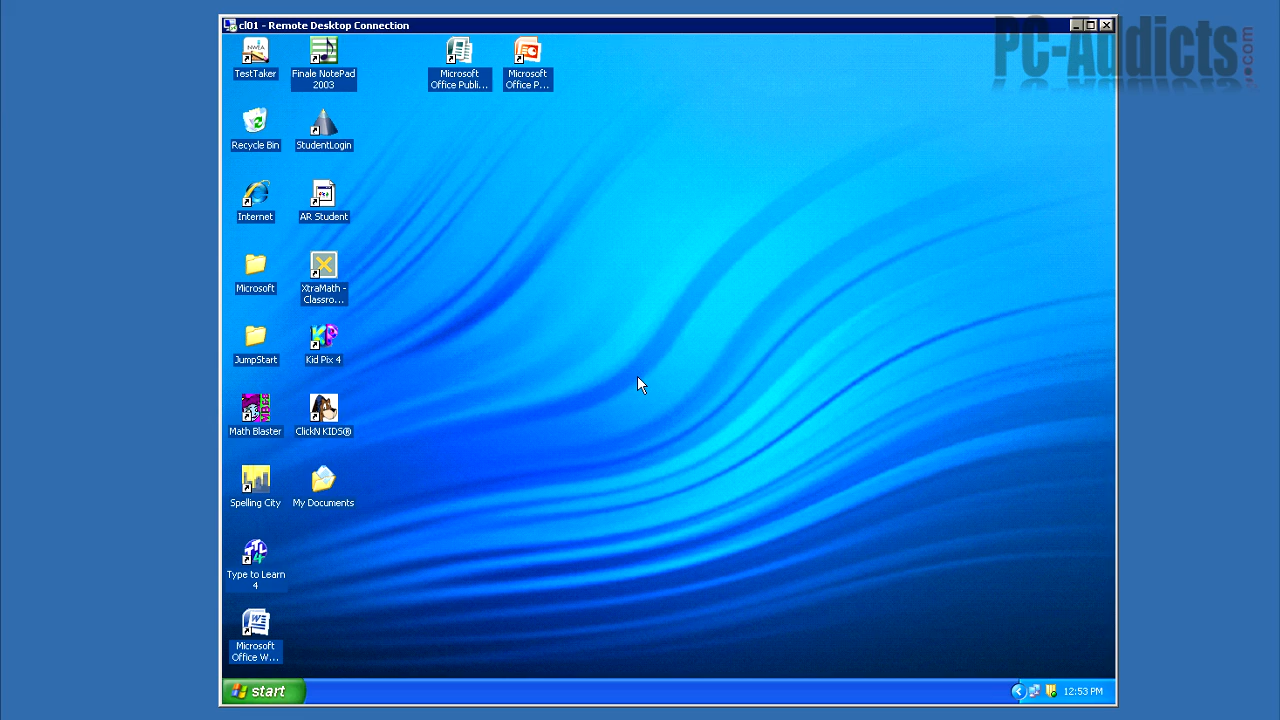 cl01 - Remote Desktop Connection
PC-Addicts.com
NWEA
TestTaker
Finale NotePad
2003
Microsoft
Office Publi...
Microsoft
Office P...
Recycle Bin
StudentLogin
Internet
AR Student
Microsoft
XtraMath -
Classro...
JumpStart
Kid Pix 4
Math Blaster
ClickN KIDS®
Spelling City
My Documents
Type to Learn
4
Microsoft
Office W...
start
12:53 PM